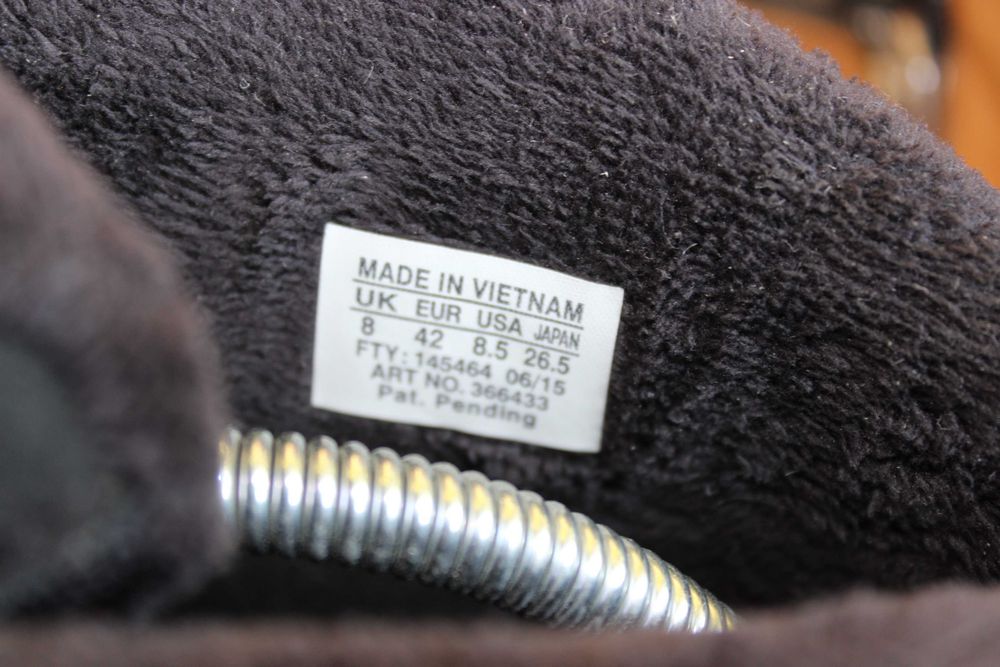 MADE IN VIETNAM
UK EUR USA JAPAN
8 42 8.5 26.5
FTY: 145464 06/15
ART NO. 366433
Pat. Pending